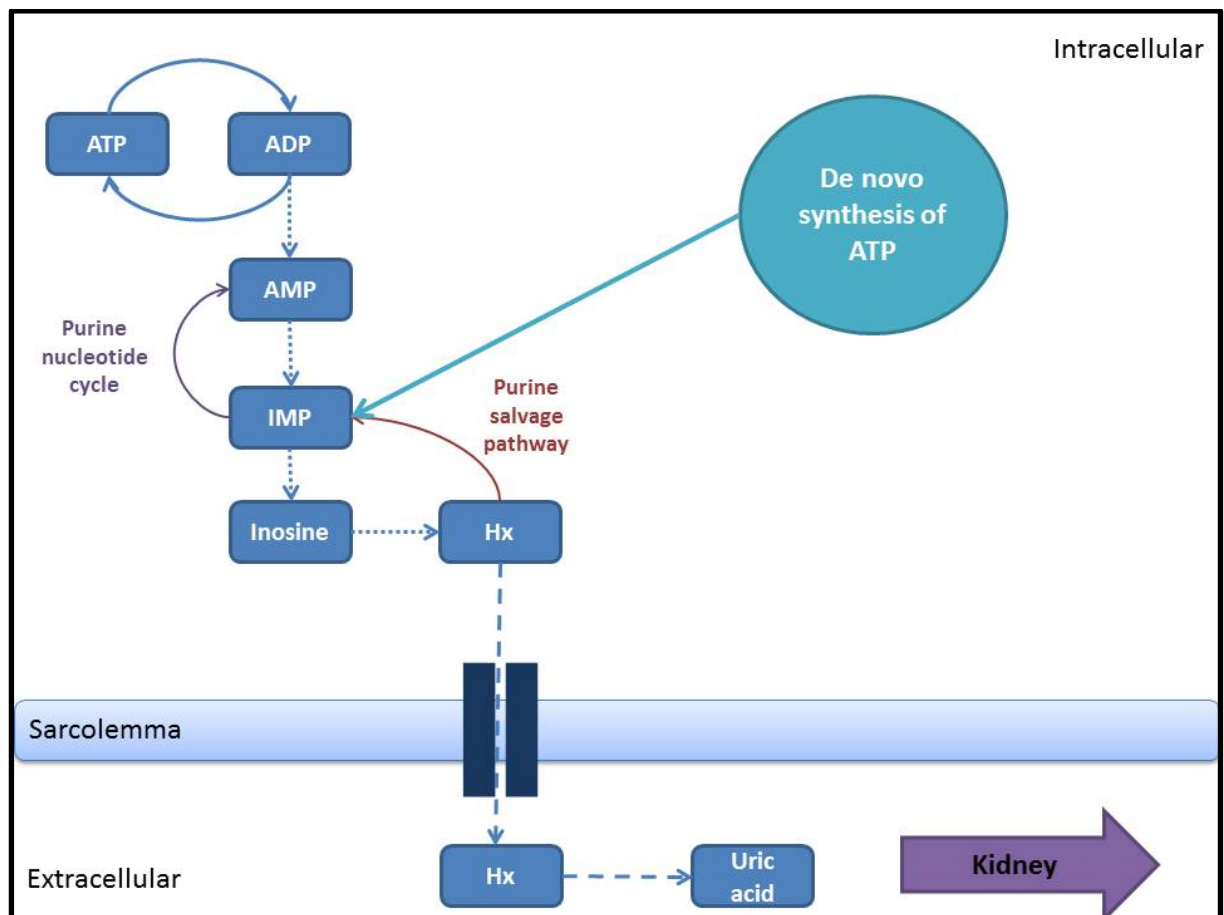 Intracellular
ATP
ADP
De novo
synthesis of
ATP
AMP
Purine
nucleotide
cycle
IMP
Purine
salvage
pathway
Inosine
Hx
Sarcolemma
Extracellular
Hx
Uric
acid
Kidney